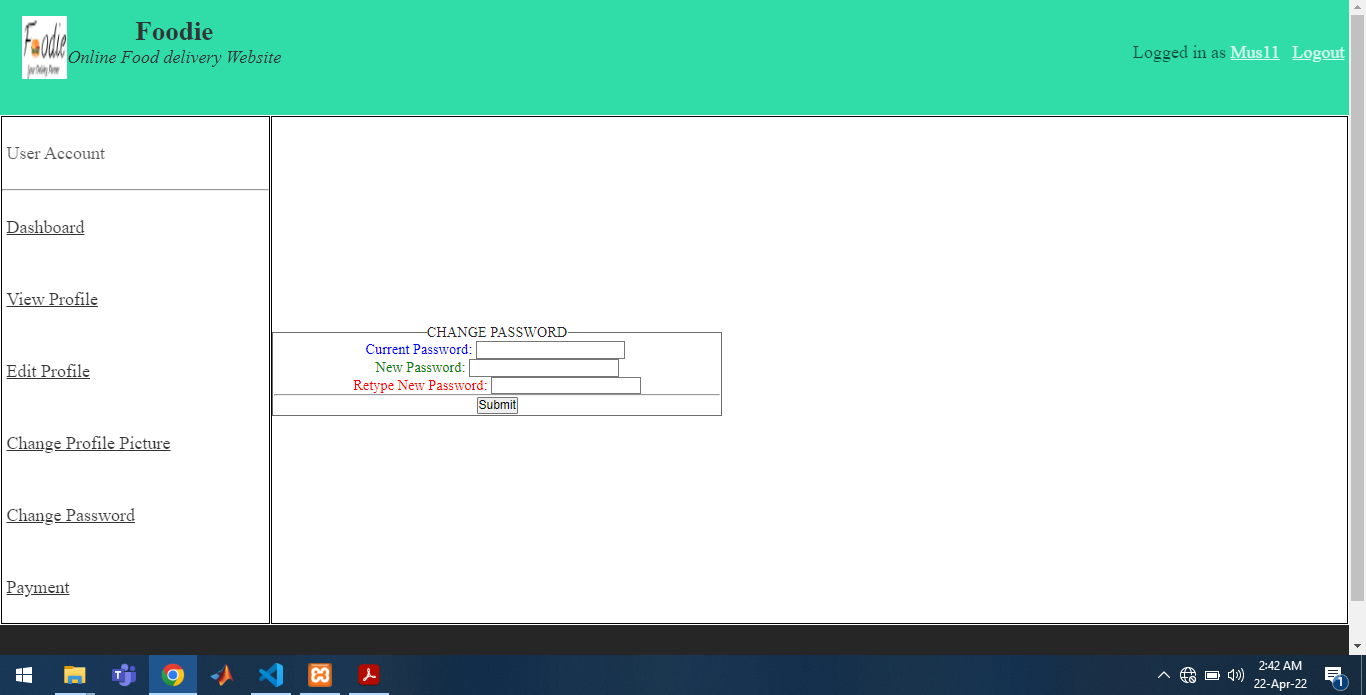 Foodie
Foodie
Your Delivery Partner
Online Food delivery Website
Logged in as Mus11 Logout
User Account
Dashboard
View Profile
Edit Profile
Change Profile Picture
Change Password
Payment
CHANGE PASSWORD
Current Password:
New Password:
Retype New Password:
Submit
2:42 AM
22-Apr-22
1